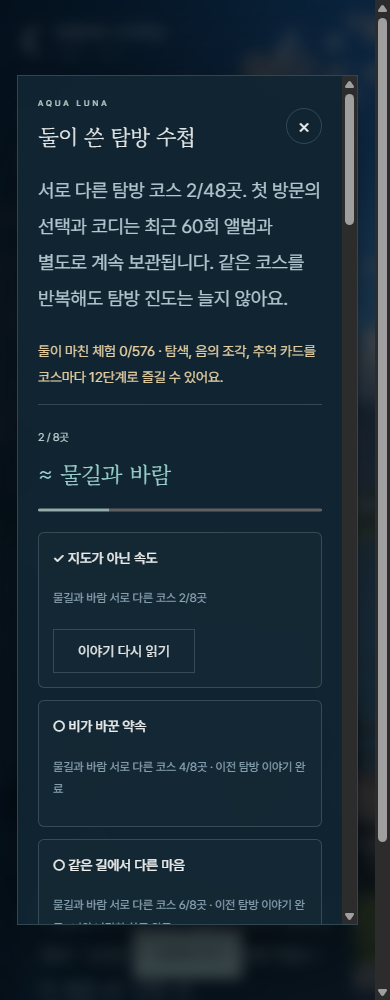 AQUA LUNA
둘이 쓴 탐방 수첩
×
서로 다른 탐방 코스 2/48곳. 첫 방문의
선택과 코디는 최근 60회 앨범과
별도로 계속 보관됩니다. 같은 코스를
반복해도 탐방 진도는 늘지 않아요.
둘이 마친 체험 0/576 · 탐색, 음의 조각, 추억 카드를
코스마다 12단계로 즐길 수 있어요.
2 / 8곳
≈ 물길과 바람
✓ 지도가 아닌 속도
물길과 바람 서로 다른 코스 2/8곳
이야기 다시 읽기
○ 비가 바꾼 약속
물길과 바람 서로 다른 코스 4/8곳 · 이전 탐방 이야기 완
료
○ 같은 길에서 다른 마음
물길과 바람 서로 다른 코스 6/8곳 · 이전 탐방 이야기 완